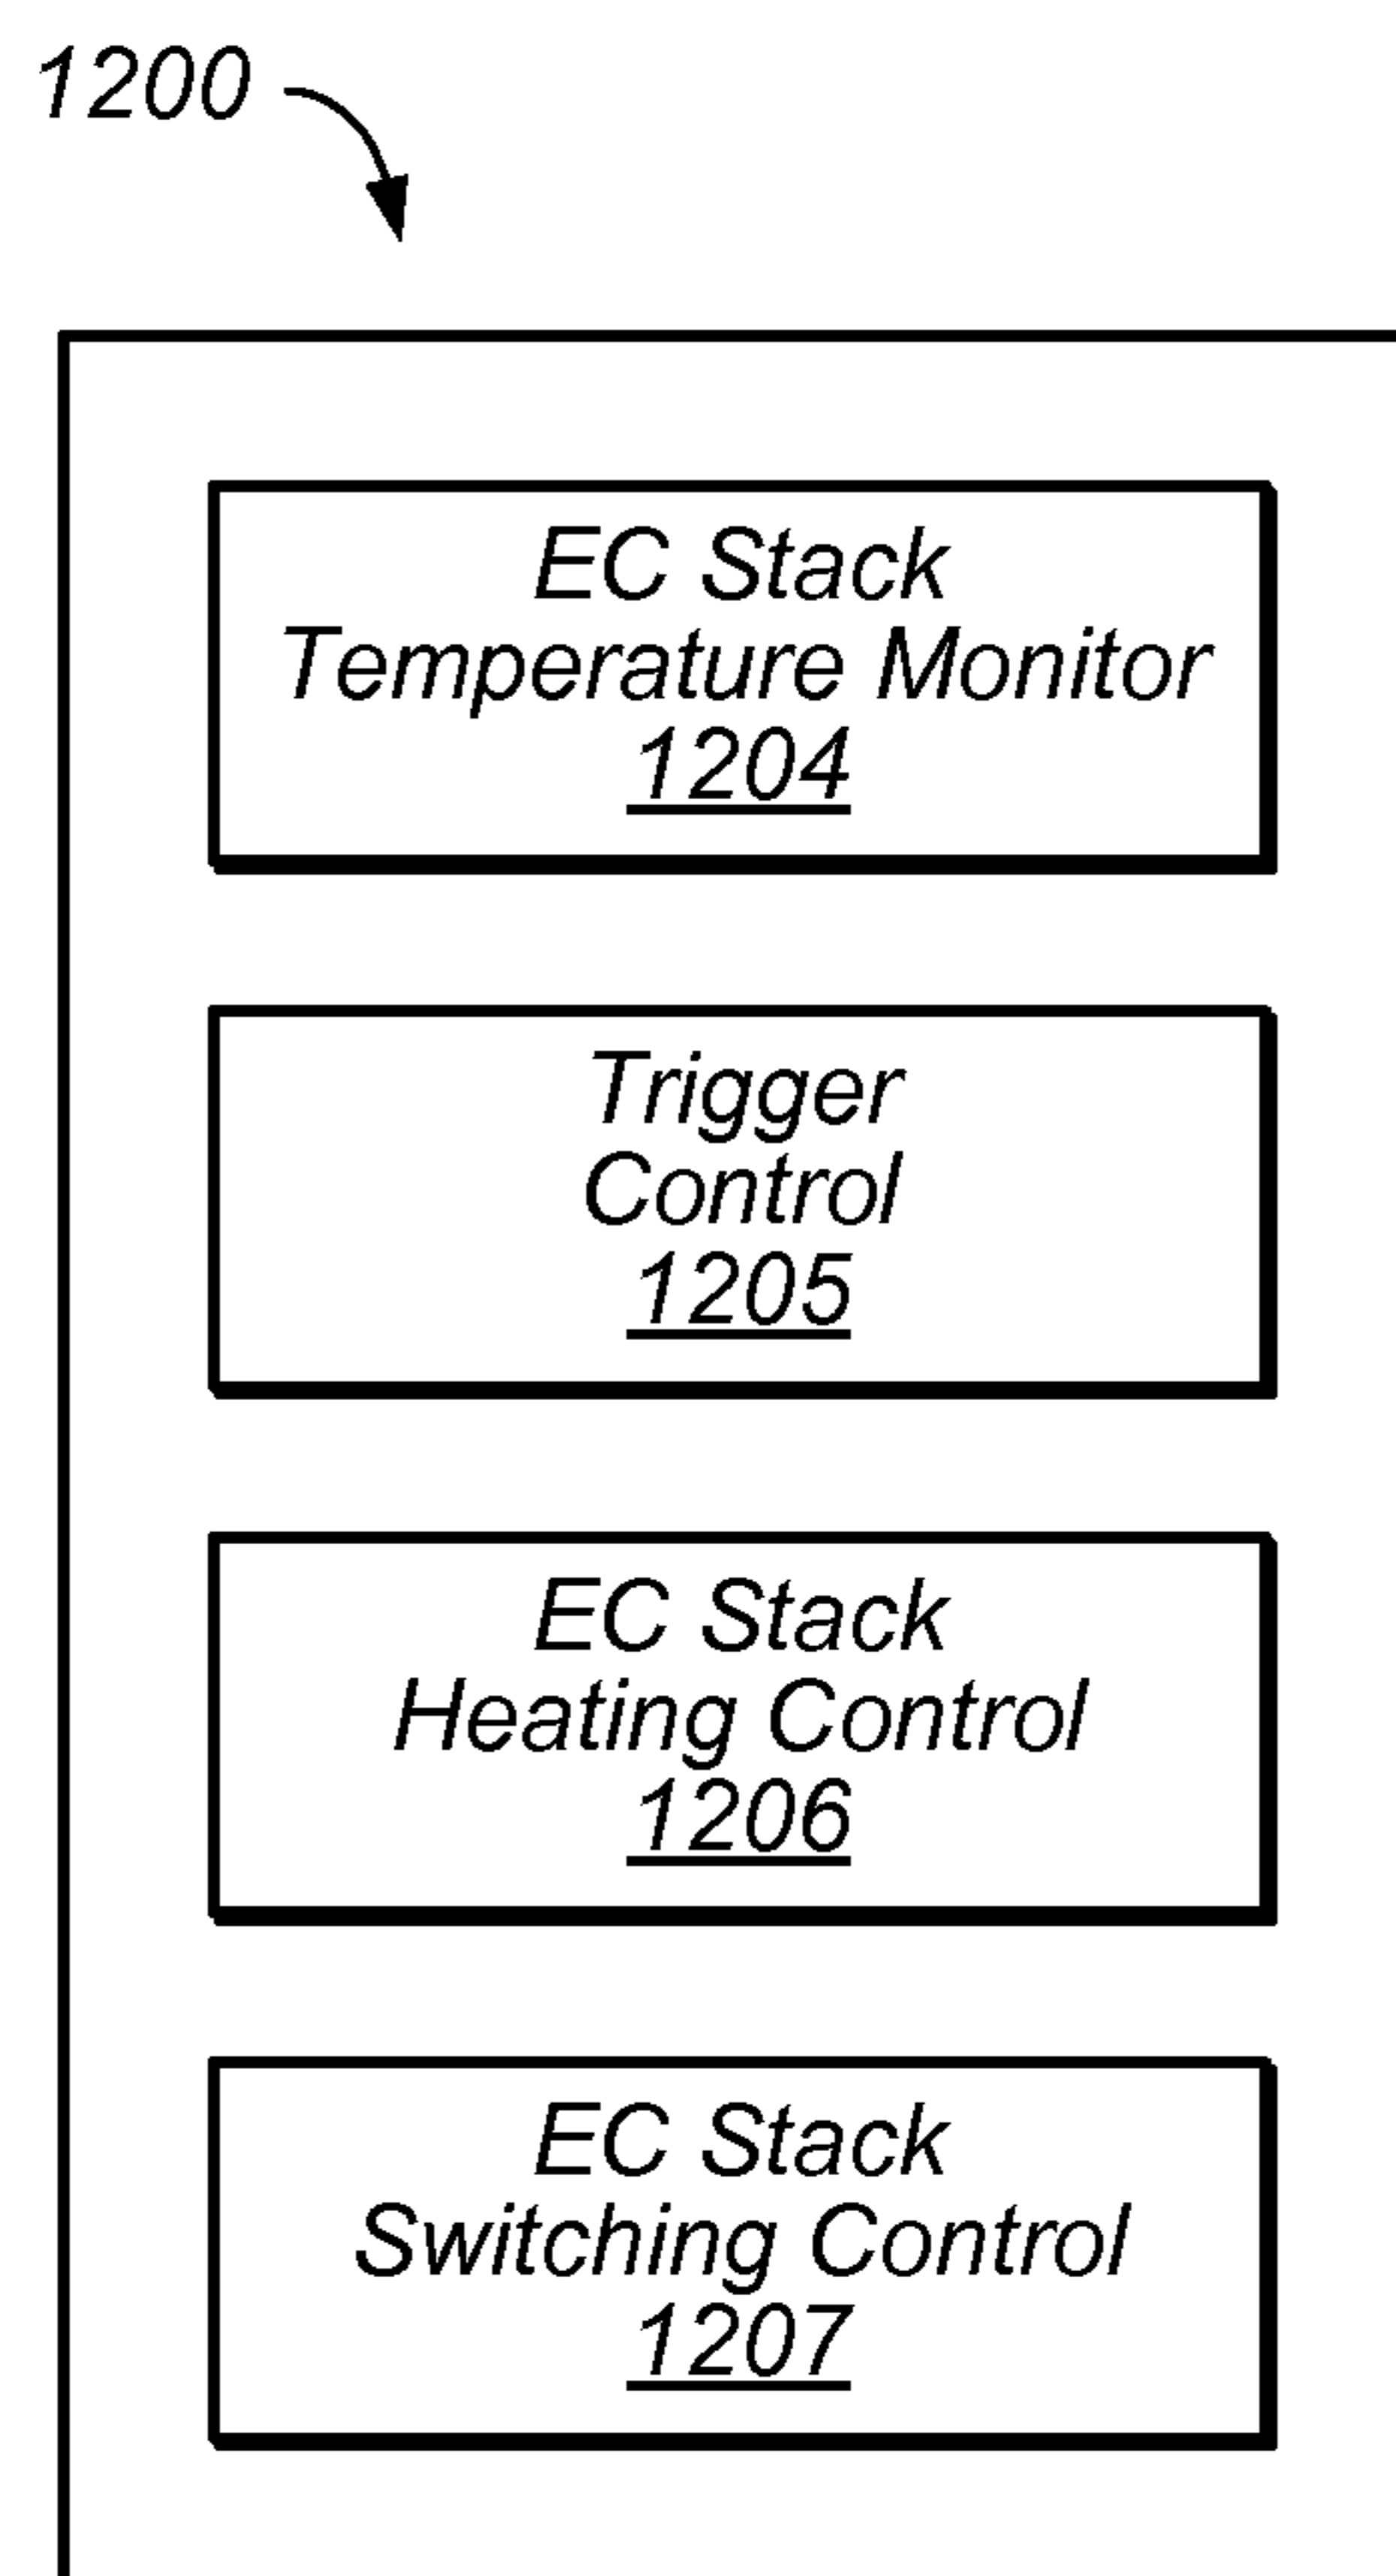 1200
EC Stack
Temperature Monitor
1204
Trigger
Control
1205
EC Stack
Heating Control
1206
EC Stack
Switching Control
1207